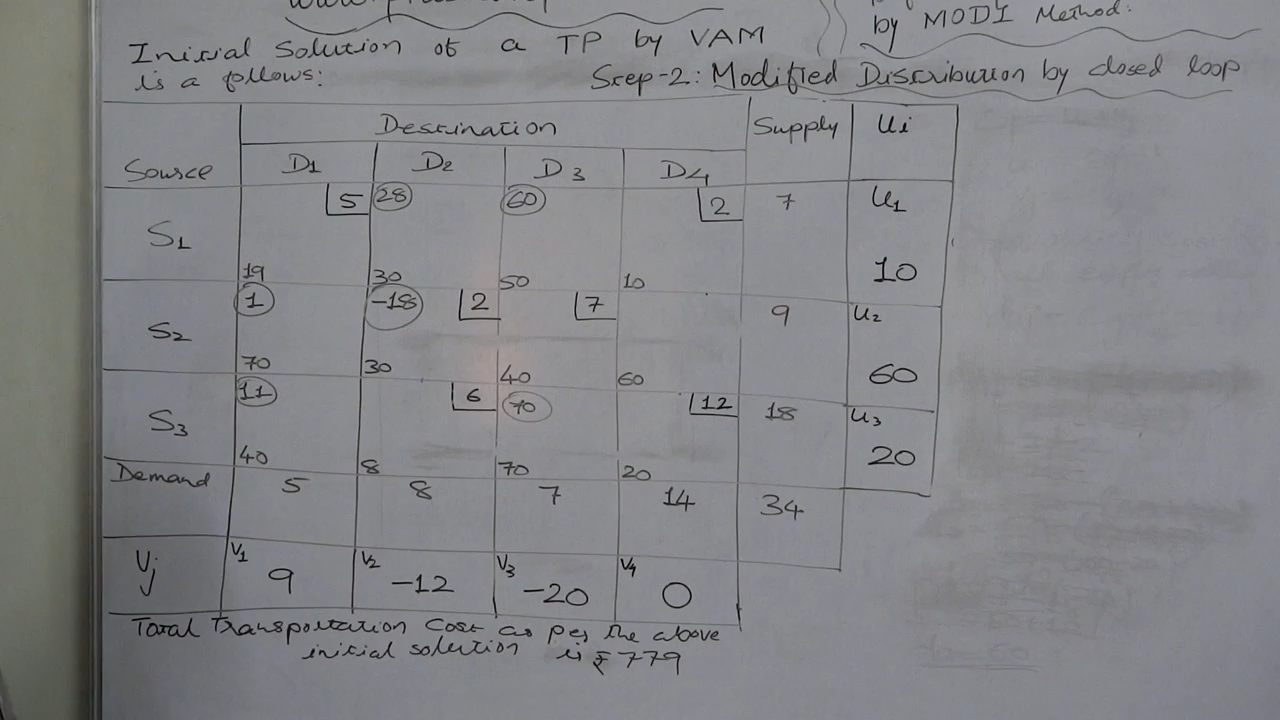 by MODI Method.
Initial Solution of a TP by VAM
is a follows:
Step-2: Modified Distribution by closed loop
Source Destination Supply Ui
D1 D2 D3 D4
S1 5 28 60 2 7 U1
19 30 50 10 10
S2 1 -18 2 7 9 U2
70 30 40 60 60
S3 11 6 70 12 18 U3
40 8 70 20 20
Demand 5 8 7 14 34
Vj V1 9 V2 -12 V3 -20 V4 0
Total Transportation Cost as per the above
initial solution is ₹779